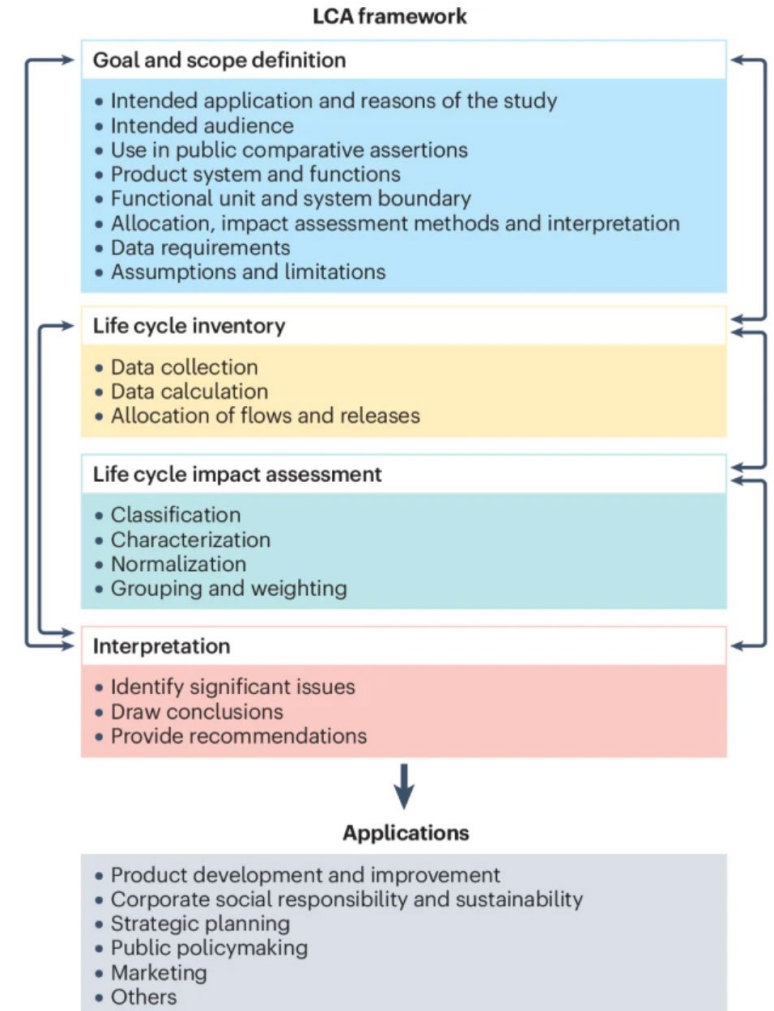 LCA framework
Goal and scope definition
• Intended application and reasons of the study
• Intended audience
• Use in public comparative assertions
• Product system and functions
• Functional unit and system boundary
• Allocation, impact assessment methods and interpretation
• Data requirements
• Assumptions and limitations
Life cycle inventory
• Data collection
• Data calculation
• Allocation of flows and releases
Life cycle impact assessment
• Classification
• Characterization
• Normalization
• Grouping and weighting
Interpretation
• Identify significant issues
• Draw conclusions
• Provide recommendations
Applications
• Product development and improvement
• Corporate social responsibility and sustainability
• Strategic planning
• Public policymaking
• Marketing
• Others